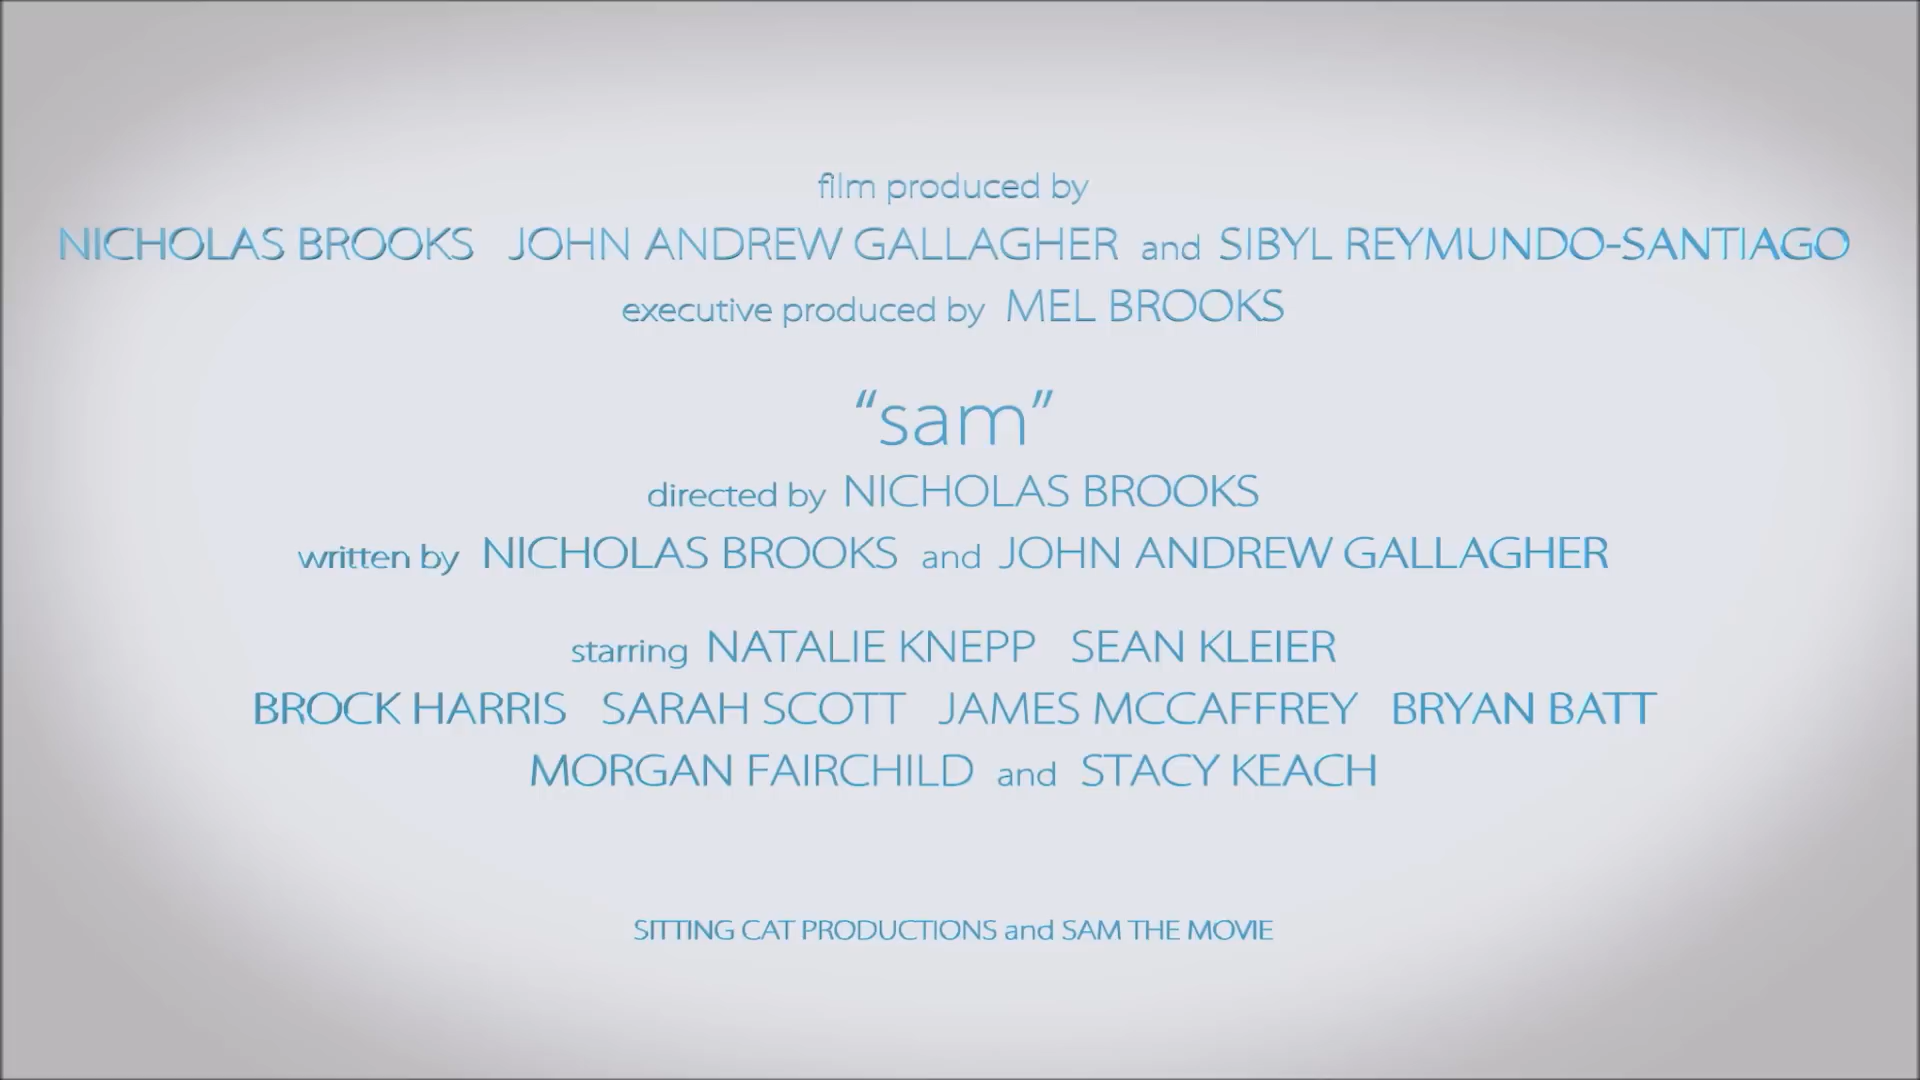 film produced by
NICHOLAS BROOKS JOHN ANDREW GALLAGHER and SIBYL REYMUNDO-SANTIAGO
executive produced by MEL BROOKS
“sam”
directed by NICHOLAS BROOKS
written by NICHOLAS BROOKS and JOHN ANDREW GALLAGHER
starring NATALIE KNEPP SEAN KLEIER
BROCK HARRIS SARAH SCOTT JAMES MCCAFFREY BRYAN BATT
MORGAN FAIRCHILD and STACY KEACH
SITTING CAT PRODUCTIONS and SAM THE MOVIE